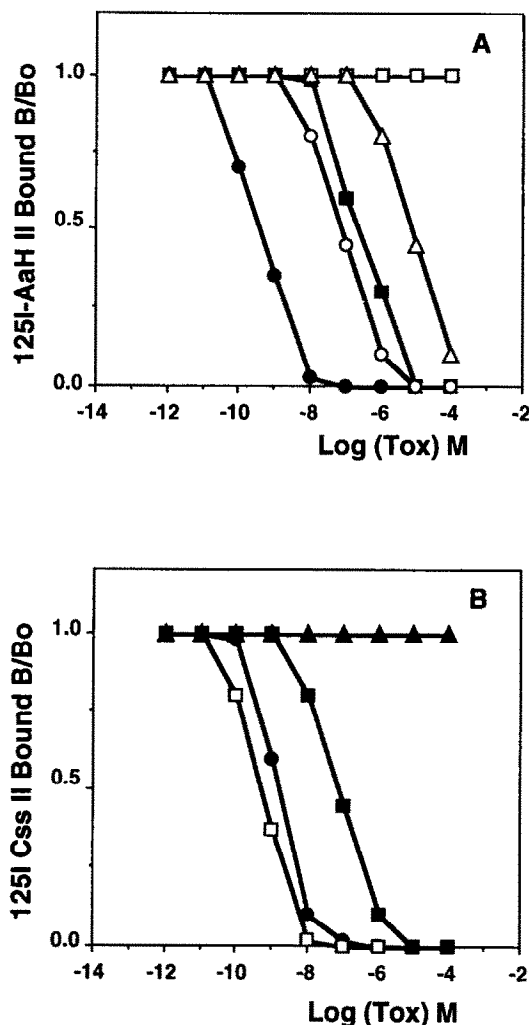 A
125I-AaH II Bound B/Bo
1.0
0.5
0.0
-14 -12 -10 -8 -6 -4 -2
Log (Tox) M
B
125I Css II Bound B/Bo
1.0
0.5
0.0
-14 -12 -10 -8 -6 -4 -2
Log (Tox) M